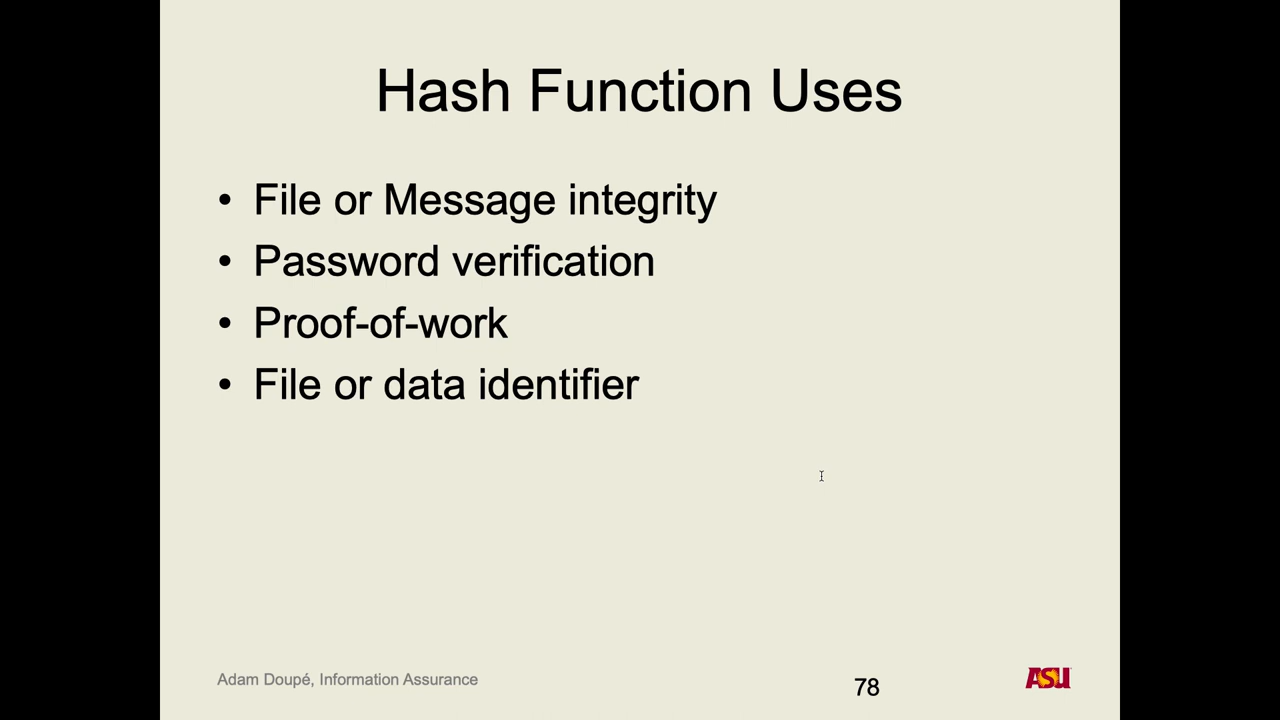 Hash Function Uses
• File or Message integrity
• Password verification
• Proof-of-work
• File or data identifier
Adam Doupé, Information Assurance
78
ASU